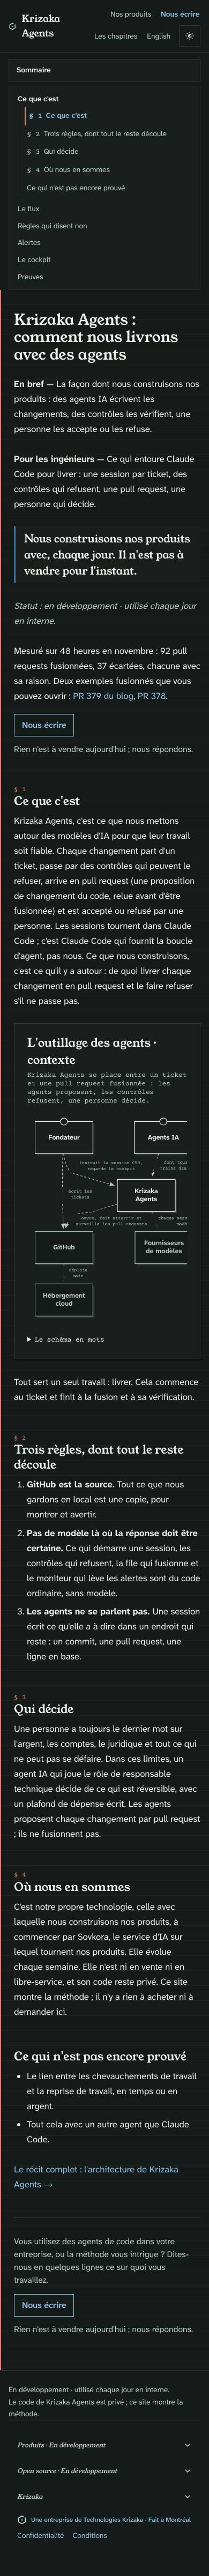 Krizaka
Agents
Nos produits
Nous écrire
Les chapitres
English
Sommaire
Ce que c'est
§ 1 Ce que c'est
§ 2 Trois règles, dont tout le reste découle
§ 3 Qui décide
§ 4 Où nous en sommes
Ce qui n'est pas encore prouvé
Le flux
Règles qui disent non
Alertes
Le cockpit
Preuves
Krizaka Agents :
comment nous livrons
avec des agents
En bref — La façon dont nous construisons nos
produits : des agents IA écrivent les
changements, des contrôles les vérifient, une
personne les accepte ou les refuse.
Pour les ingénieurs — Ce qui entoure Claude
Code pour livrer : une session par ticket, des
contrôles qui refusent, une pull request, une
personne qui décide.
Nous construisons nos produits
avec, chaque jour. Il n'est pas à
vendre pour l'instant.
Statut : en développement · utilisé chaque jour
en interne.
Mesuré sur 48 heures en novembre : 92 pull
requests fusionnées, 37 écartées, chacune avec
sa raison. Deux exemples fusionnés que vous
pouvez ouvrir : PR 379 du blog, PR 378.
Nous écrire
Rien n'est à vendre aujourd'hui ; nous répondons.
§ 1
Ce que c'est
Krizaka Agents, c'est ce que nous mettons
autour des modèles d'IA pour que leur travail
soit fiable. Chaque changement part d'un
ticket, passe par des contrôles qui peuvent le
refuser, arrive en pull request (une proposition
de changement du code, relue avant d'être
fusionnée) et est accepté ou refusé par une
personne. Les sessions tournent dans Claude
Code ; c'est Claude Code qui fournit la boucle
d'agent, pas nous. Ce que nous construisons,
c'est ce qu'il y a autour : de quoi livrer chaque
changement en pull request et le faire refuser
s'il ne passe pas.
L'outillage des agents ·
contexte
Krizaka Agents se place entre un ticket
et une pull request fusionnée : les
agents proposent, les contrôles
refusent, une personne décide.
Fondateur
Agents IA
écrit les
tickets
Krizaka
Agents
GitHub
Fournisseurs
de modèles
déploie
main
Hébergement
cloud
▶ Le schéma en mots
Tout sert un seul travail : livrer. Cela commence
au ticket et finit à la fusion et à sa vérification.
§ 2
Trois règles, dont tout le reste
découle
1. GitHub est la source. Tout ce que nous
gardons en local est une copie, pour
montrer et avertir.
2. Pas de modèle là où la réponse doit être
certaine. Ce qui démarre une session, les
contrôles qui refusent, la file qui fusionne et
le moniteur qui lève les alertes sont du code
ordinaire, sans modèle.
3. Les agents ne se parlent pas. Une session
écrit ce qu'elle a à dire dans un endroit qui
reste : un commit, une pull request, une
ligne en base.
§ 3
Qui décide
Une personne a toujours le dernier mot sur
l'argent, les comptes, le juridique et tout ce qui
ne peut pas se défaire. Dans ces limites, un
agent IA qui joue le rôle de responsable
technique décide de ce qui est réversible, avec
un plafond de dépense écrit. Les agents
proposent chaque changement par pull request
; ils ne fusionnent pas.
§ 4
Où nous en sommes
C'est notre propre technologie, celle avec
laquelle nous construisons nos produits, à
commencer par Sovkora, le service d'IA sur
lequel tournent nos produits. Elle évolue
chaque semaine. Elle n'est ni en vente ni en
libre-service, et son code reste privé. Ce site
montre la méthode ; il n'y a rien à acheter ni à
demander ici.
Ce qui n'est pas encore prouvé
• Le lien entre les chevauchements de travail
et la reprise de travail, en temps ou en
argent.
• Tout cela avec un autre agent que Claude
Code.
Le récit complet : l'architecture de Krizaka
Agents →
Vous utilisez des agents de code dans votre
entreprise, ou la méthode vous intrigue ? Dites-
nous en quelques lignes ce sur quoi vous
travaillez.
Nous écrire
Rien n'est à vendre aujourd'hui ; nous répondons.
En développement · utilisé chaque jour en interne.
Le code de Krizaka Agents est privé ; ce site montre la
méthode.
Produits · En développement
Open source · En développement
Krizaka
Une entreprise de Technologies Krizaka · Fait à Montréal
Confidentialité
Conditions